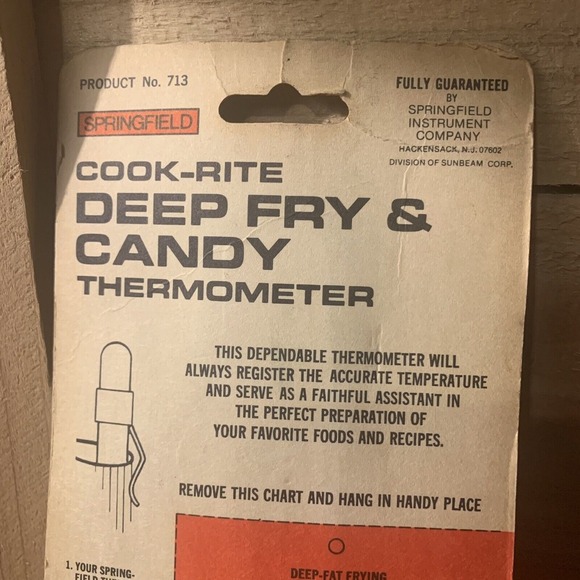 PRODUCT No. 713
SPRINGFIELD
FULLY GUARANTEED
BY
SPRINGFIELD
INSTRUMENT
COMPANY
HACKENSACK, N.J. 07602
DIVISION OF SUNBEAM CORP.
COOK-RITE
DEEP FRY &
CANDY
THERMOMETER
THIS DEPENDABLE THERMOMETER WILL
ALWAYS REGISTER THE ACCURATE TEMPERATURE
AND SERVE AS A FAITHFUL ASSISTANT IN
THE PERFECT PREPARATION OF
YOUR FAVORITE FOODS AND RECIPES.
REMOVE THIS CHART AND HANG IN HANDY PLACE
1. YOUR SPRING-
FIELD
DEEP-FAT FRYING